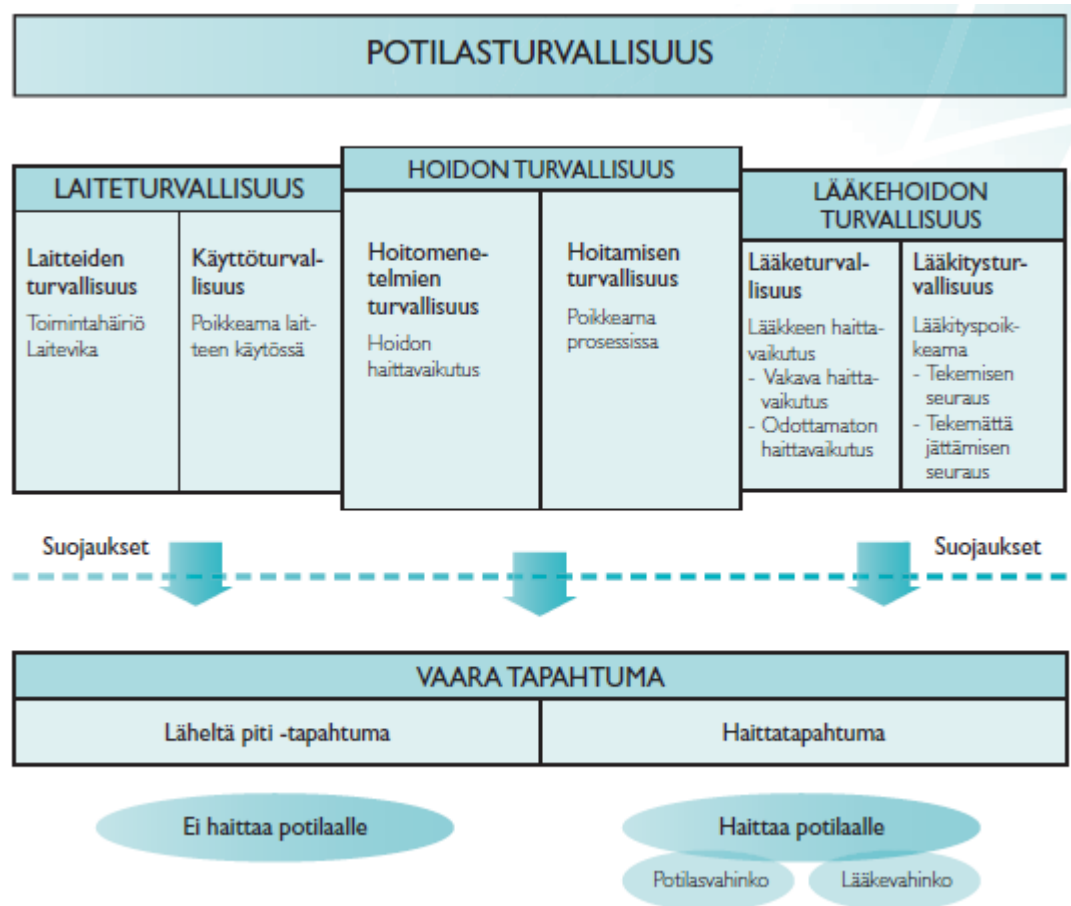 POTILASTURVALLISUUS
LAITETURVALLISUUS
Laitteiden
turvallisuus
Toimintahäiriö
Laitevika
Käyttöturval-
lisuus
Poikkeama lait-
teen käytössä
HOIDON TURVALLISUUS
Hoitomene-
telmien
turvallisuus
Hoidon
haittavaikutus
Hoitamisen
turvallisuus
Poikkeama
prosessissa
LÄÄKEHOIDON
TURVALLISUUS
Lääketurval-
lisuus
Lääkkeen haitta-
vaikutus
- Vakava haitta-
vaikutus
- Odottamaton
haittavaikutus
Lääkitystur-
vallisuus
Lääkityspoik-
keama
- Tekemisen
seuraus
- Tekemättä
jättämisen
seuraus
Suojaukset
Suojaukset
VAARA TAPAHTUMA
Läheltä piti -tapahtuma
Haittatapahtuma
Ei haittaa potilaalle
Haittaa potilaalle
Potilasvahinko
Lääkevahinko